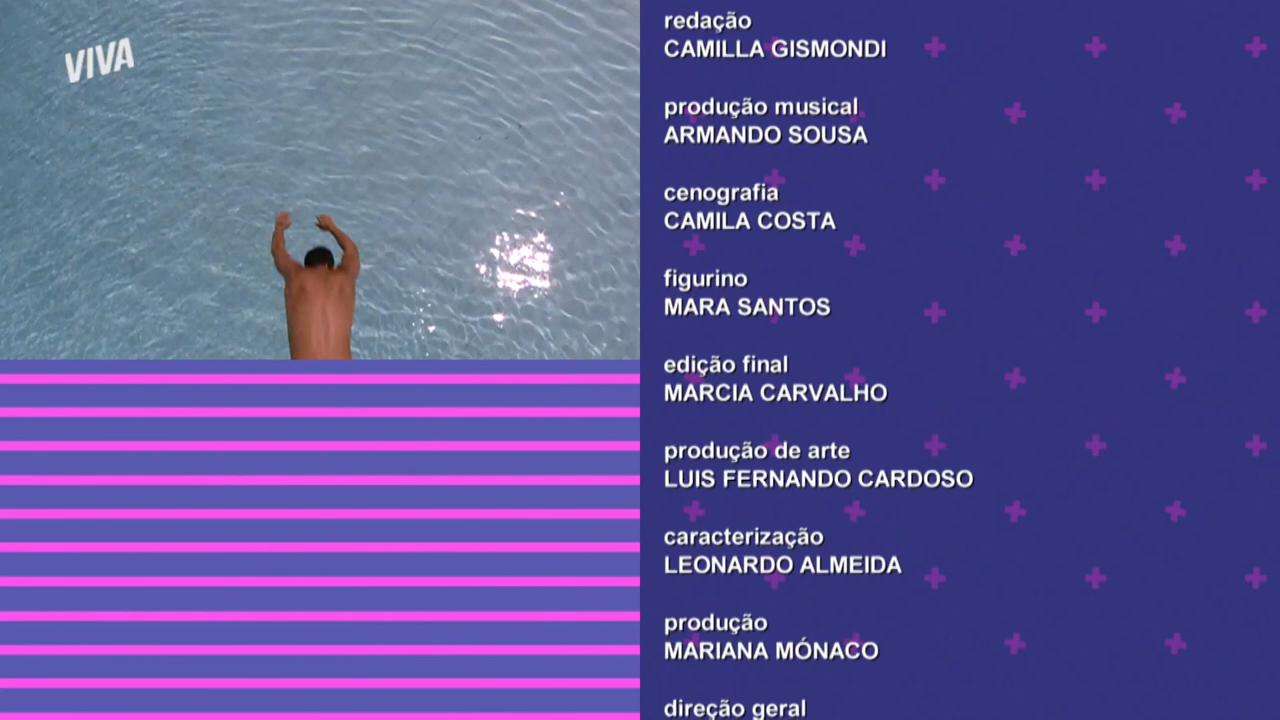 VIVA
redação
CAMILLA GISMONDI
produção musical
ARMANDO SOUSA
cenografia
CAMILA COSTA
figurino
MARA SANTOS
edição final
MARCIA CARVALHO
produção de arte
LUIS FERNANDO CARDOSO
caracterização
LEONARDO ALMEIDA
produção
MARIANA MÓNACO
direção geral